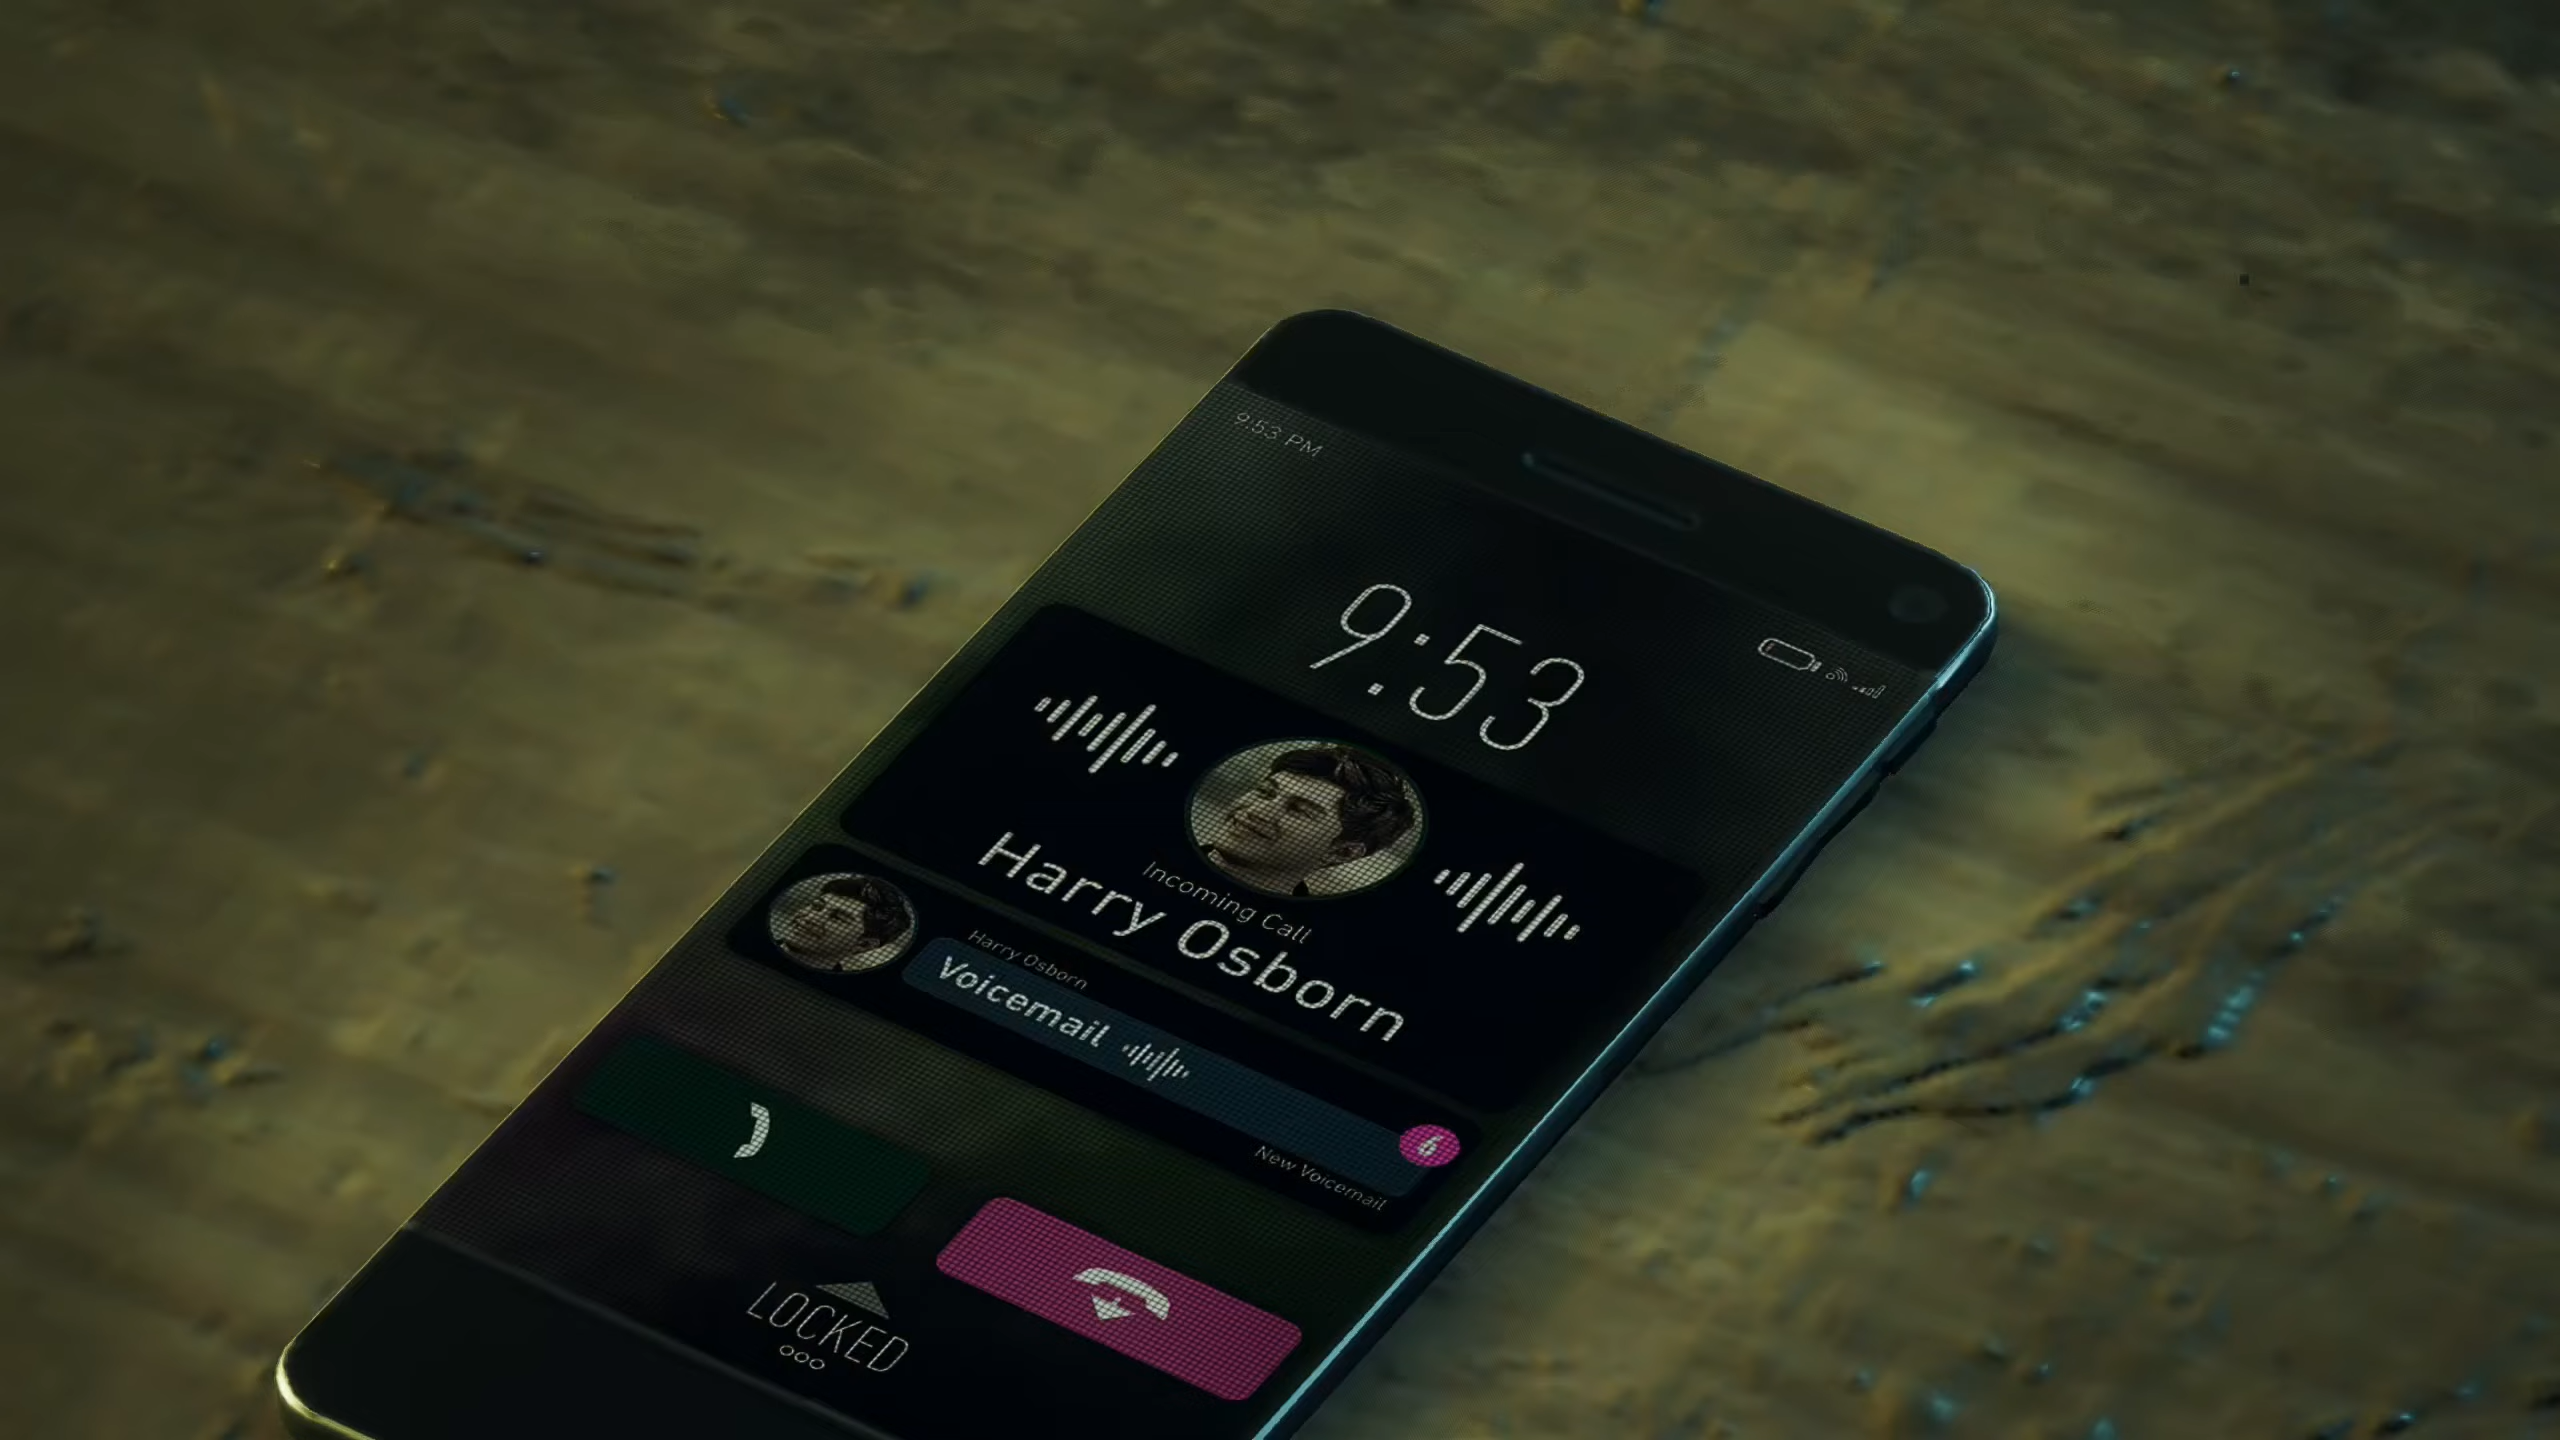 9:53 PM
9:53
Incoming Call
Harry Osborn
Harry Osborn
Voicemail
6
New Voicemail
LOCKED